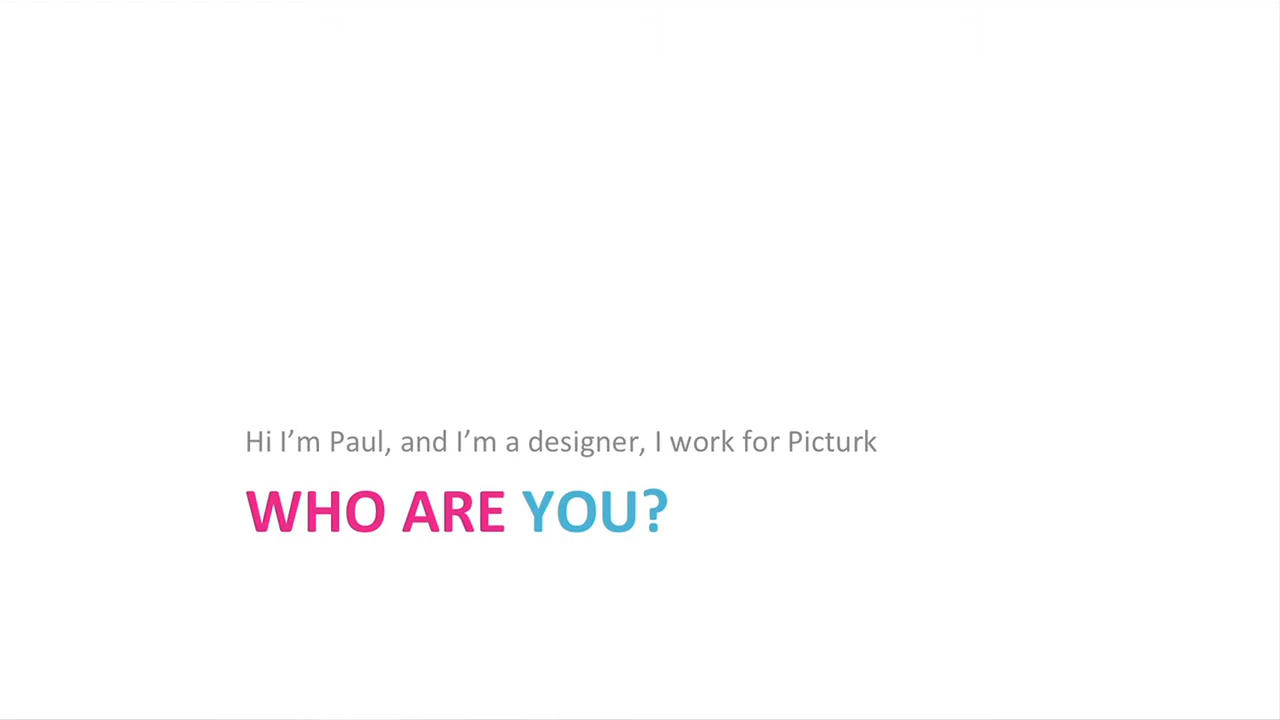 Hi I’m Paul, and I’m a designer, I work for Picturk
WHO ARE YOU?